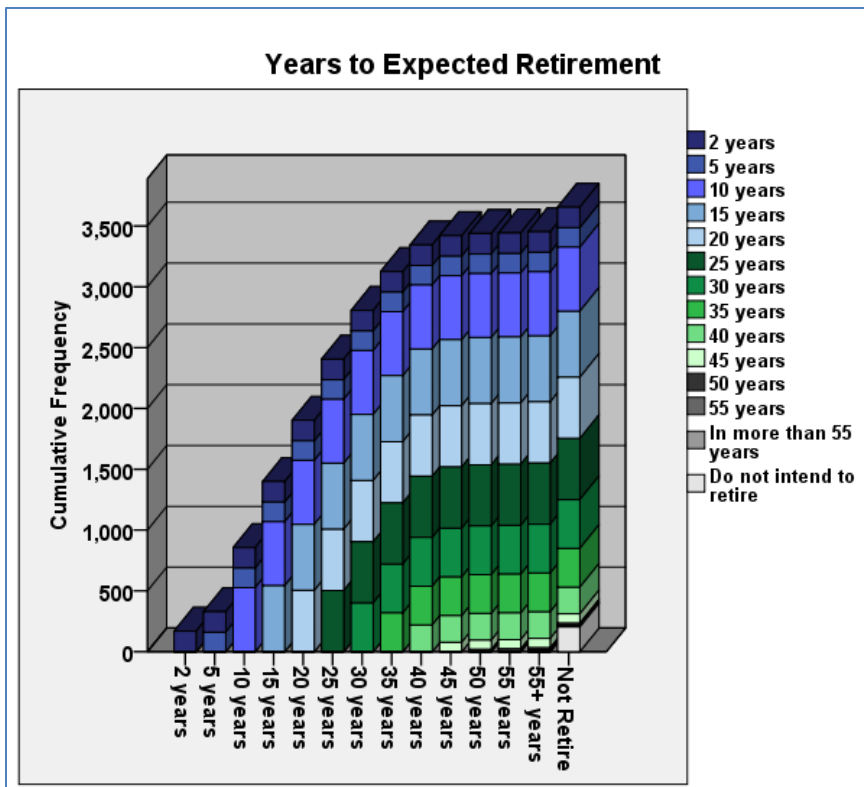 Years to Expected Retirement
Cumulative Frequency
3,500
3,000
2,500
2,000
1,500
1,000
500
0
2 years
5 years
10 years
15 years
20 years
25 years
30 years
35 years
40 years
45 years
50 years
55 years
55+ years
Not Retire
2 years
5 years
10 years
15 years
20 years
25 years
30 years
35 years
40 years
45 years
50 years
55 years
In more than 55
years
Do not intend to
retire